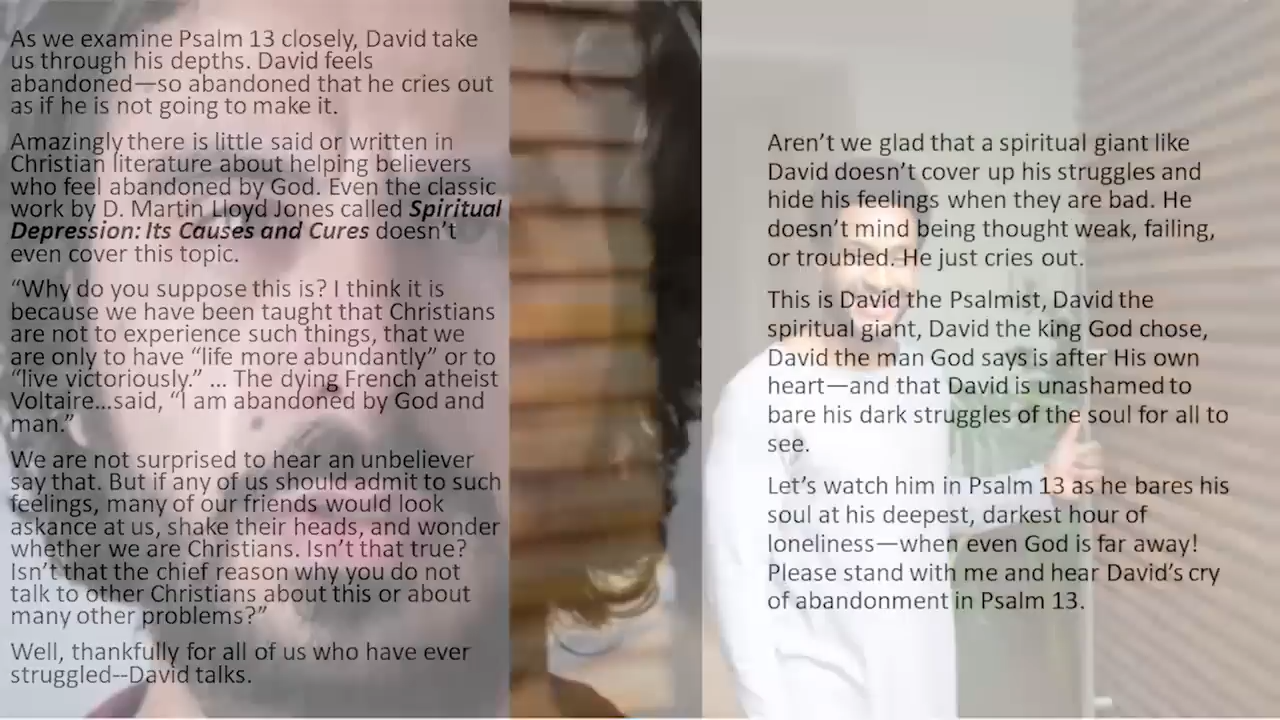 As we examine Psalm 13 closely, David take
us through his depths. David feels
abandoned—so abandoned that he cries out
as if he is not going to make it.
Amazingly there is little said or written in
Christian literature about helping believers
who feel abandoned by God. Even the classic
work by D. Martin Lloyd Jones called Spiritual
Depression: Its Causes and Cures doesn’t
even cover this topic.
“Why do you suppose this is? I think it is
because we have been taught that Christians
are not to experience such things, that we
are only to have “life more abundantly” or to
“live victoriously.” ... The dying French atheist
Voltaire...said, “I am abandoned by God and
man.”
We are not surprised to hear an unbeliever
say that. But if any of us should admit to such
feelings, many of our friends would look
askance at us, shake their heads, and wonder
whether we are Christians. Isn’t that true?
Isn’t that the chief reason why you do not
talk to other Christians about this or about
many other problems?”
Well, thankfully for all of us who have ever
struggled--David talks.
Aren’t we glad that a spiritual giant like
David doesn’t cover up his struggles and
hide his feelings when they are bad. He
doesn’t mind being thought weak, failing,
or troubled. He just cries out.
This is David the Psalmist, David the
spiritual giant, David the king God chose,
David the man God says is after His own
heart—and that David is unashamed to
bare his dark struggles of the soul for all to
see.
Let’s watch him in Psalm 13 as he bares his
soul at his deepest, darkest hour of
loneliness—when even God is far away!
Please stand with me and hear David’s cry
of abandonment in Psalm 13.